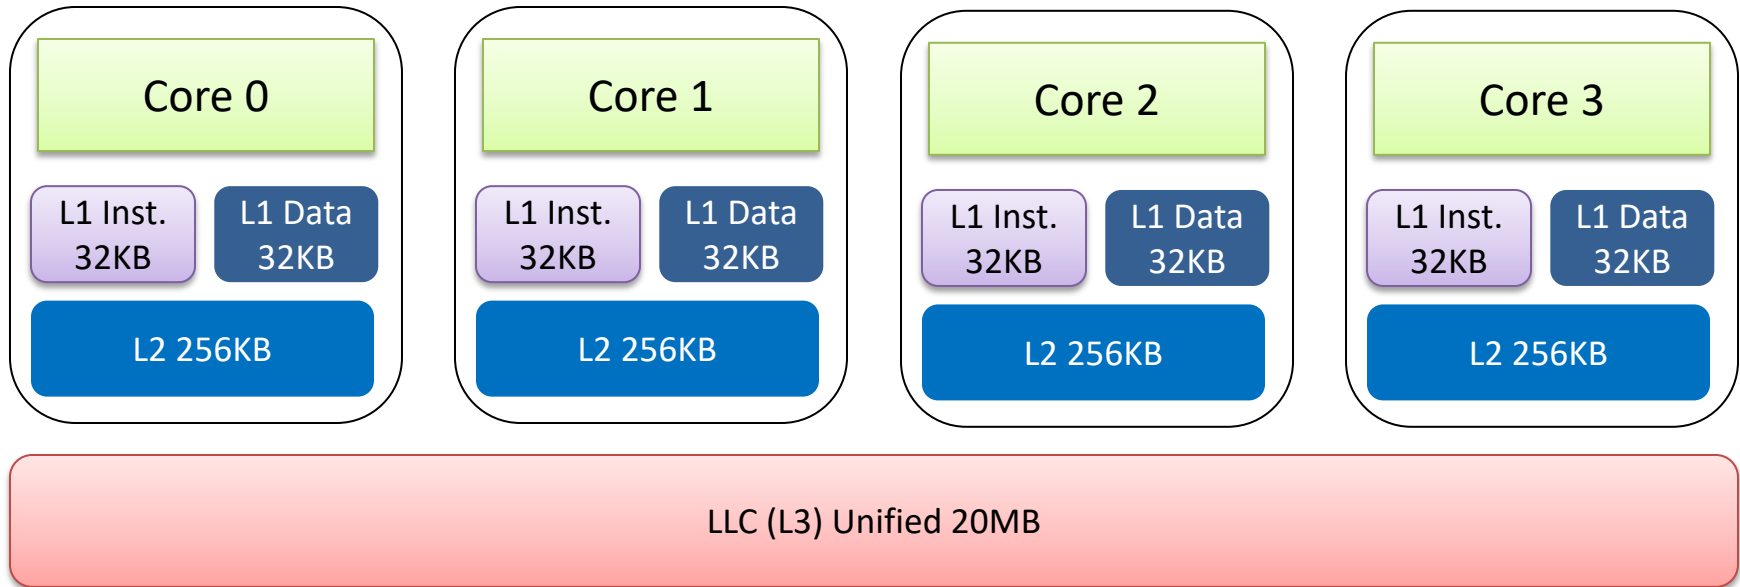 Core 0
L1 Inst.
32KB
L1 Data
32KB
L2 256KB
Core 1
L1 Inst.
32KB
L1 Data
32KB
L2 256KB
Core 2
L1 Inst.
32KB
L1 Data
32KB
L2 256KB
Core 3
L1 Inst.
32KB
L1 Data
32KB
L2 256KB
LLC (L3) Unified 20MB